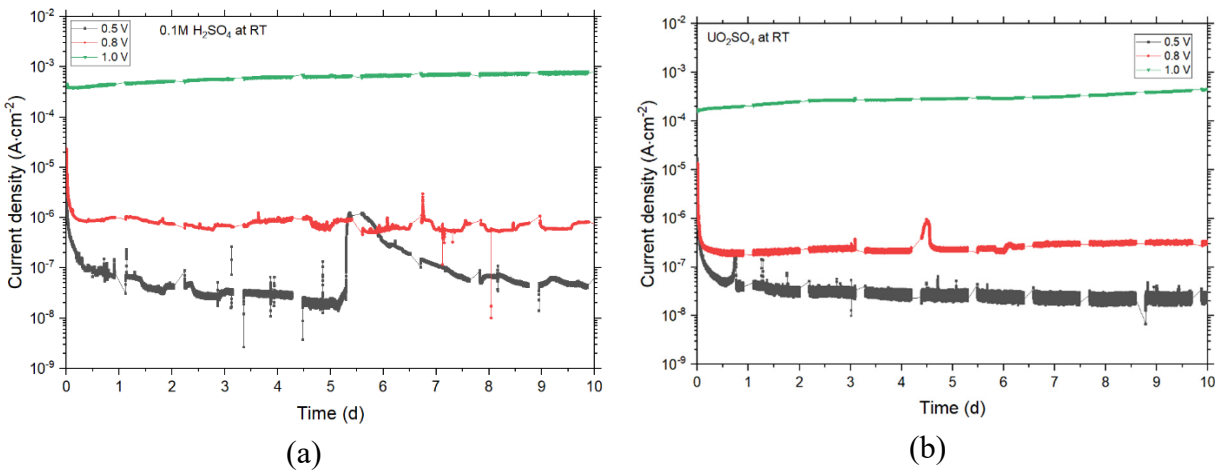 10⁻²
10⁻³
10⁻⁴
10⁻⁵
10⁻⁶
10⁻⁷
10⁻⁸
10⁻⁹
Current density (A·cm⁻²)
0.5 V
0.8 V
1.0 V
0.1M H₂SO₄ at RT
0 1 2 3 4 5 6 7 8 9 10
Time (d)
(a)
10⁻²
10⁻³
10⁻⁴
10⁻⁵
10⁻⁶
10⁻⁷
10⁻⁸
10⁻⁹
Current density (A·cm⁻²)
UO₂SO₄ at RT
0.5 V
0.8 V
1.0 V
0 1 2 3 4 5 6 7 8 9 10
Time (d)
(b)